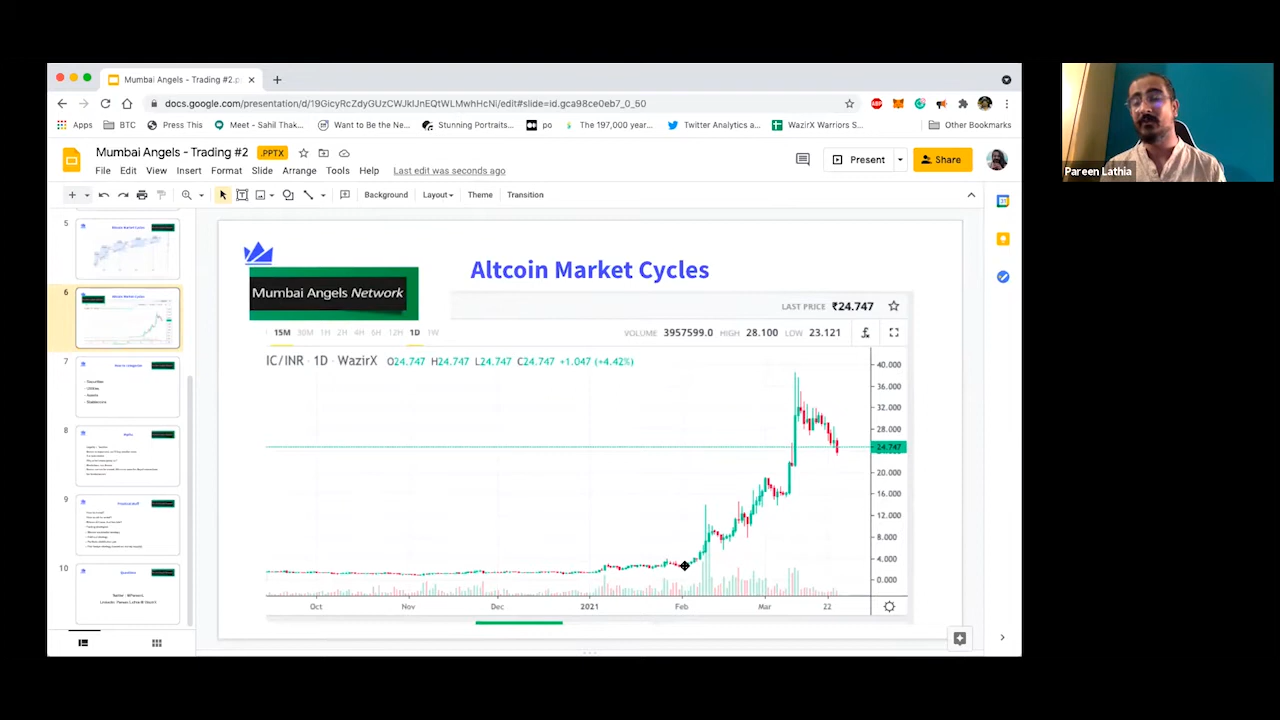 Mumbai Angels - Trading #2.p
docs.google.com/presentation/d/19GicyRcZdyGUzCWJkIJnEQtWLMwhHcNi/edit#slide=id.gca98ce0eb7_0_50
Apps BTC Press This Meet - Sahil Thak... Want to Be the Ne... Stunning Portraits... po The 197,000 year... Twitter Analytics a... WazirX Warriors S... Other Bookmarks
Mumbai Angels - Trading #2 .PPTX
File Edit View Insert Format Slide Arrange Tools Help Last edit was seconds ago
Present Share
Background Layout Theme Transition
Pareen Lathia
5
6
7
8
9
10
Altcoin Market Cycles
Mumbai Angels Network
LAST PRICE ₹24.747
15M 30M 1H 2H 4H 6H 12H 1D 1W
VOLUME 3957599.0 HIGH 28.100 LOW 23.121
IC/INR · 1D · WazirX O24.747 H24.747 L24.747 C24.747 +1.047 (+4.42%)
40.000
36.000
32.000
28.000
24.747
20.000
16.000
12.000
8.000
4.000
0.000
Oct Nov Dec 2021 Feb Mar 22